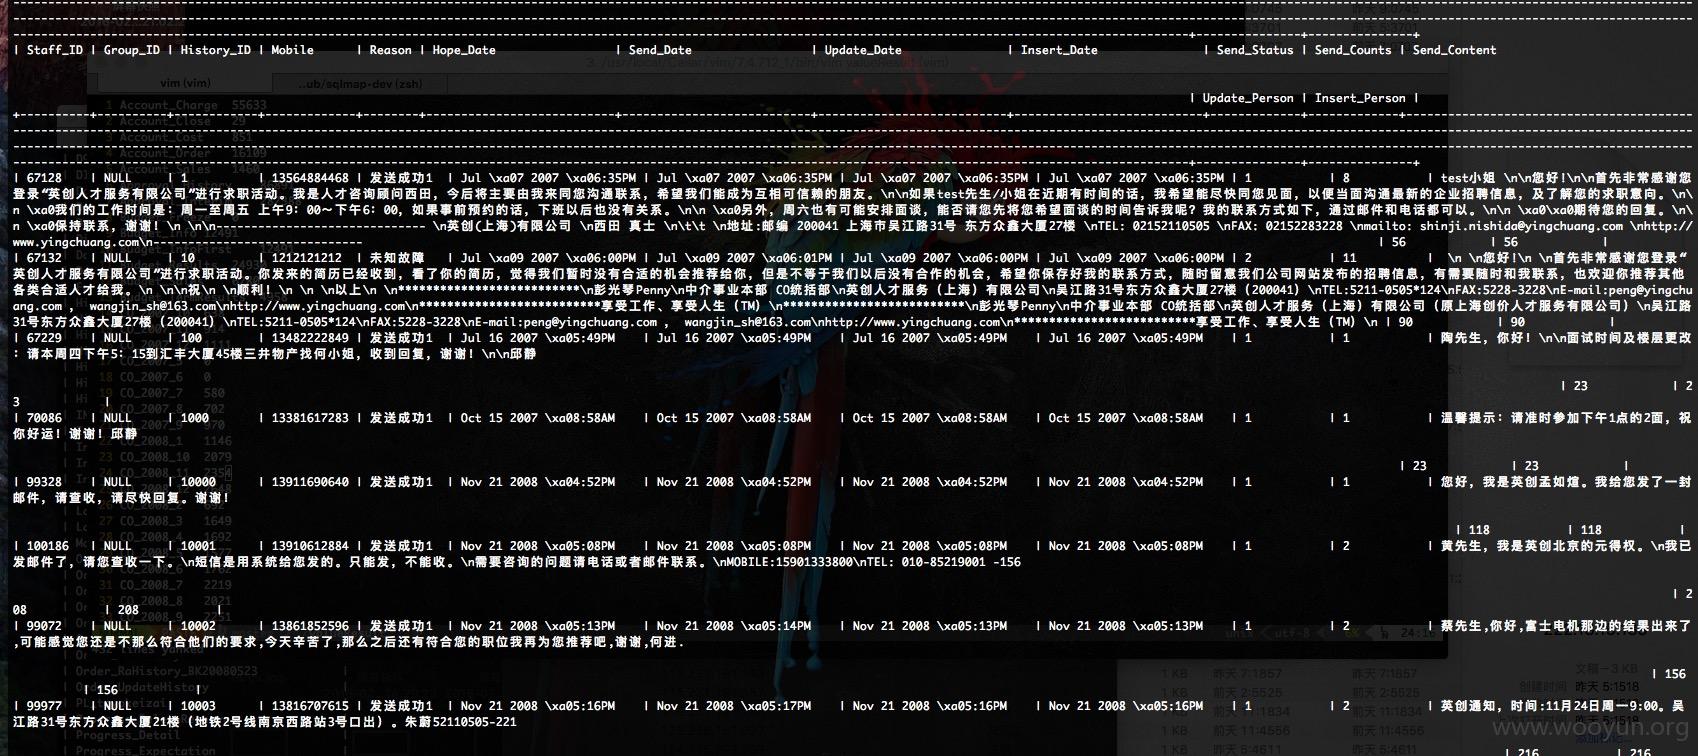 | Staff_ID | Group_ID | History_ID | Mobile | Reason | Hope_Date | Send_Date | Update_Date | Insert_Date | Send_Status | Send_Counts | Send_Content
vim (vim) ..ub/sqlmap-dev (zsh)
| Update_Person | Insert_Person |
| 67128 | NULL | 1 | 13564884468 | 发送成功1 | Jul \xa07 2007 \xa06:35PM | Jul \xa07 2007 \xa06:35PM | Jul \xa07 2007 \xa06:35PM | Jul \xa07 2007 \xa06:35PM | 1 | 8 | test小姐 \n\n您好!\n\n首先非常感谢您
登录“英创人才服务有限公司”进行求职活动。我是人才咨询顾问西田，今后将主要由我来同您沟通联系，希望我们能成为互相可信赖的朋友。 \n\n如果test先生/小姐在近期有时间的话，我希望能尽快同您见面，以便当面沟通最新的企业招聘信息，及了解您的求职意向。 \n\
n \xa0我们的工作时间是：周一至周五 上午9：00～下午6：00，如果事前预约的话，下班以后也没有关系。\n\n \xa0另外，周六也有可能安排面谈，能否请您先将您希望面谈的时间告诉我呢？我的联系方式如下，通过邮件和电话都可以。 \n\n \xa0\xa0期待您的回复。\n\
n \xa0保持联系，谢谢! \n \n\n------------------------------ \n英创(上海)有限公司 \n西田 真士 \n\t\t \n地址:邮编 200041 上海市吴江路31号 东方众鑫大厦27楼 \nTEL: 02152110505 \nFAX: 02152283228 \nmailto: shinji.nishida@yingchuang.com \nhttp://
www.yingchuang.com\n------------------------------ | 56 | 56 |
| 67132 | NULL | 10 | 1212121212 | 未知故障 | Jul \xa09 2007 \xa06:00PM | Jul \xa09 2007 \xa06:01PM | Jul \xa09 2007 \xa06:00PM | Jul \xa09 2007 \xa06:00PM | 2 | 11 | \n \n您好!\n \n首先非常感谢您登录“
英创人才服务有限公司”进行求职活动。你发来的简历已经收到，看了你的简历，觉得我们暂时没有合适的机会推荐给你，但是不等于我们以后没有合作的机会，希望你保存好我的联系方式，随时留意我们公司网站发布的招聘信息，有需要随时和我联系，也欢迎你推荐其他
各类合适人才给我。\n \n\n祝\n \n顺利! \n \n \n \n以上\n \n*****************************\n彭光琴Penny\n中介事业本部 CO统括部\n英创人才服务（上海）有限公司\n吴江路31号东方众鑫大厦27楼（200041）\nTEL:5211-0505*124\nFAX:5228-3228\nE-mail:peng@yingchu
ang.com ， wangjin_sh@163.com\nhttp://www.yingchuang.com\n*****************************享受工作、享受人生（TM）\n*****************************\n彭光琴Penny\n中介事业本部 CO统括部\n英创人才服务（上海）有限公司（原上海创价人才服务有限公司）\n吴江路
31号东方众鑫大厦27楼（200041）\nTEL:5211-0505*124\nFAX:5228-3228\nE-mail:peng@yingchuang.com ， wangjin_sh@163.com\nhttp://www.yingchuang.com\n*****************************享受工作、享受人生（TM）\n | 90 | 90 |
| 67229 | NULL | 100 | 13482222849 | 发送成功1 | Jul 16 2007 \xa05:49PM | Jul 16 2007 \xa05:49PM | Jul 16 2007 \xa05:49PM | Jul 16 2007 \xa05:49PM | 1 | 1 | 陶先生，你好! \n\n面试时间及楼层更改
：请本周四下午5：15到汇丰大厦45楼三井物产找何小姐，收到回复，谢谢! \n\n邱静
| 23 | 2
3 |
| 70086 | NULL | 1000 | 13381617283 | 发送成功1 | Oct 15 2007 \xa08:58AM | Oct 15 2007 \xa08:58AM | Oct 15 2007 \xa08:58AM | Oct 15 2007 \xa08:58AM | 1 | 1 | 温馨提示：请准时参加下午1点的2面，祝
你好运! 谢谢! 邱静
| 23 | 23 |
| 99328 | NULL | 10000 | 13911690640 | 发送成功1 | Nov 21 2008 \xa04:52PM | Nov 21 2008 \xa04:52PM | Nov 21 2008 \xa04:52PM | Nov 21 2008 \xa04:52PM | 1 | 1 | 您好，我是英创孟如煊。我给您发了一封
邮件，请查收，请尽快回复。谢谢!
| 118 | 118 |
| 100186 | NULL | 10001 | 13910612884 | 发送成功1 | Nov 21 2008 \xa05:08PM | Nov 21 2008 \xa05:08PM | Nov 21 2008 \xa05:08PM | Nov 21 2008 \xa05:08PM | 1 | 2 | 黄先生，我是英创北京的元得权。\n我已
发邮件了，请您查收一下。\n短信是用系统给您发的。只能发，不能收。\n需要咨询的问题请电话或者邮件联系。\nMOBILE:15901333800\nTEL: 010-85219001 -156
| 2
08 | 208 |
| 99072 | NULL | 10002 | 13861852596 | 发送成功1 | Nov 21 2008 \xa05:13PM | Nov 21 2008 \xa05:14PM | Nov 21 2008 \xa05:13PM | Nov 21 2008 \xa05:13PM | 1 | 2 | 蔡先生,你好,富士电机那边的结果出来了
,可能感觉您还是不那么符合他们的要求,今天辛苦了,那么之后还有符合您的职位我再为您推荐吧,谢谢,何进.
| 156
| 156 |
| 99977 | NULL | 10003 | 13816707615 | 发送成功1 | Nov 21 2008 \xa05:16PM | Nov 21 2008 \xa05:17PM | Nov 21 2008 \xa05:16PM | Nov 21 2008 \xa05:16PM | 1 | 2 | 英创通知，时间:11月24日周一9:00。吴
江路31号东方众鑫大厦21楼（地铁2号线南京西路站3号口出）。朱蔚52110505-221
www.wooyun.org
| 216 | 216